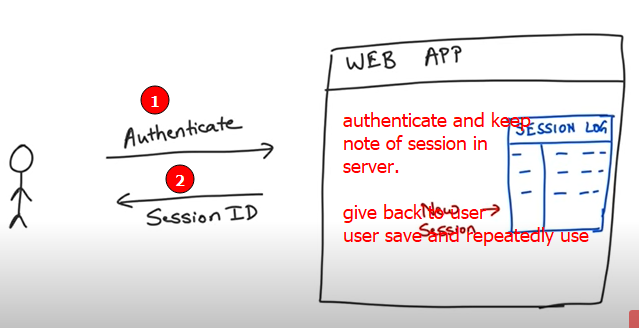 WEB APP
1
Authenticate
2
Session ID
authenticate and keep
note of session in
server.
SESSION LOG
give back to user
user save and repeatedly use
New
Session